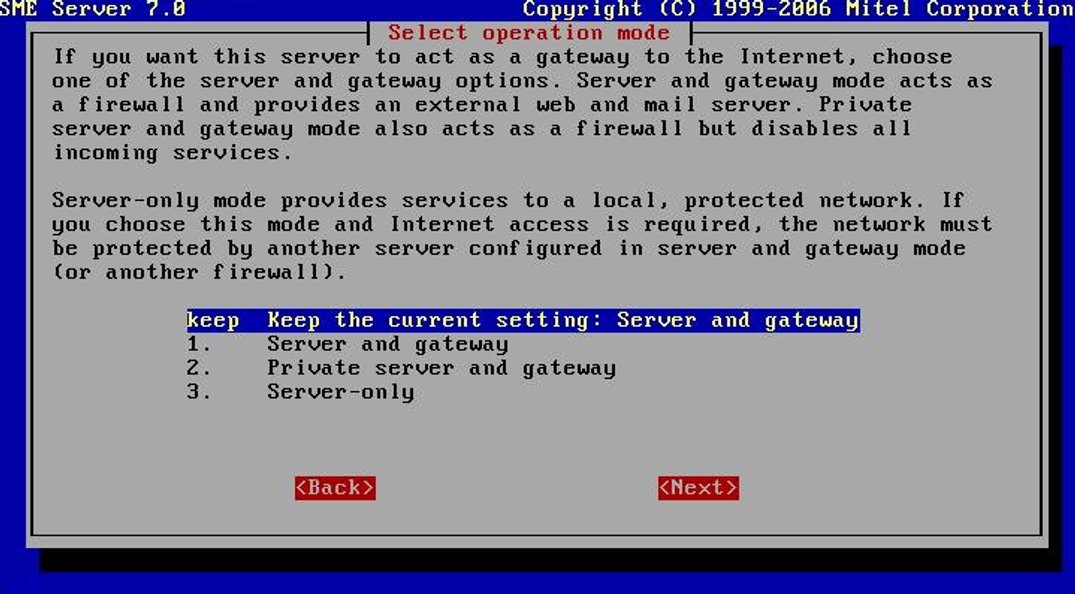 SME Server 7.0 Copyright (C) 1999-2006 Mitel Corporation
Select operation mode
If you want this server to act as a gateway to the Internet, choose
one of the server and gateway options. Server and gateway mode acts as
a firewall and provides an external web and mail server. Private
server and gateway mode also acts as a firewall but disables all
incoming services.
Server-only mode provides services to a local, protected network. If
you choose this mode and Internet access is required, the network must
be protected by another server configured in server and gateway mode
(or another firewall).
keep Keep the current setting: Server and gateway
1. Server and gateway
2. Private server and gateway
3. Server-only
<Back> <Next>